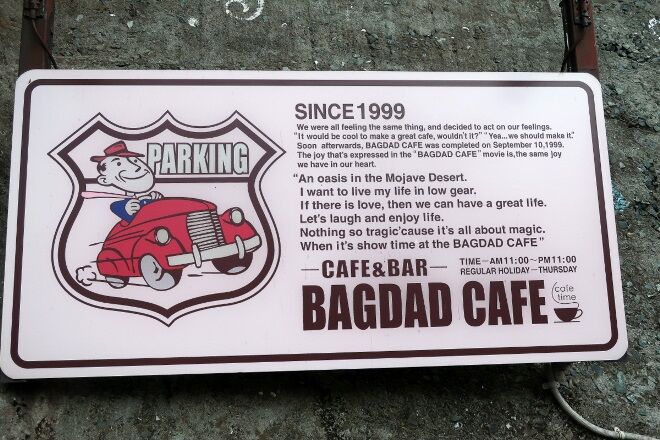 PARKING
SINCE 1999
We were all feeling the same thing, and decided to act on our feelings.
"It would be cool to make a great cafe, wouldn't it?" "Yea...we should make it."
Soon afterwards, BAGDAD CAFE was completed on September 10,1999.
The joy that's expressed in the "BAGDAD CAFE" movie is, the same joy
we have in our heart.
"An oasis in the Mojave Desert.
I want to live my life in low gear.
If there is love, then we can have a great life.
Let's laugh and enjoy life.
Nothing so tragic'cause it's all about magic.
When it's show time at the BAGDAD CAFE"
CAFE&BAR
TIME—AM11:00~PM11:00
REGULAR HOLIDAY—THURSDAY
BAGDAD CAFE
cafe
time